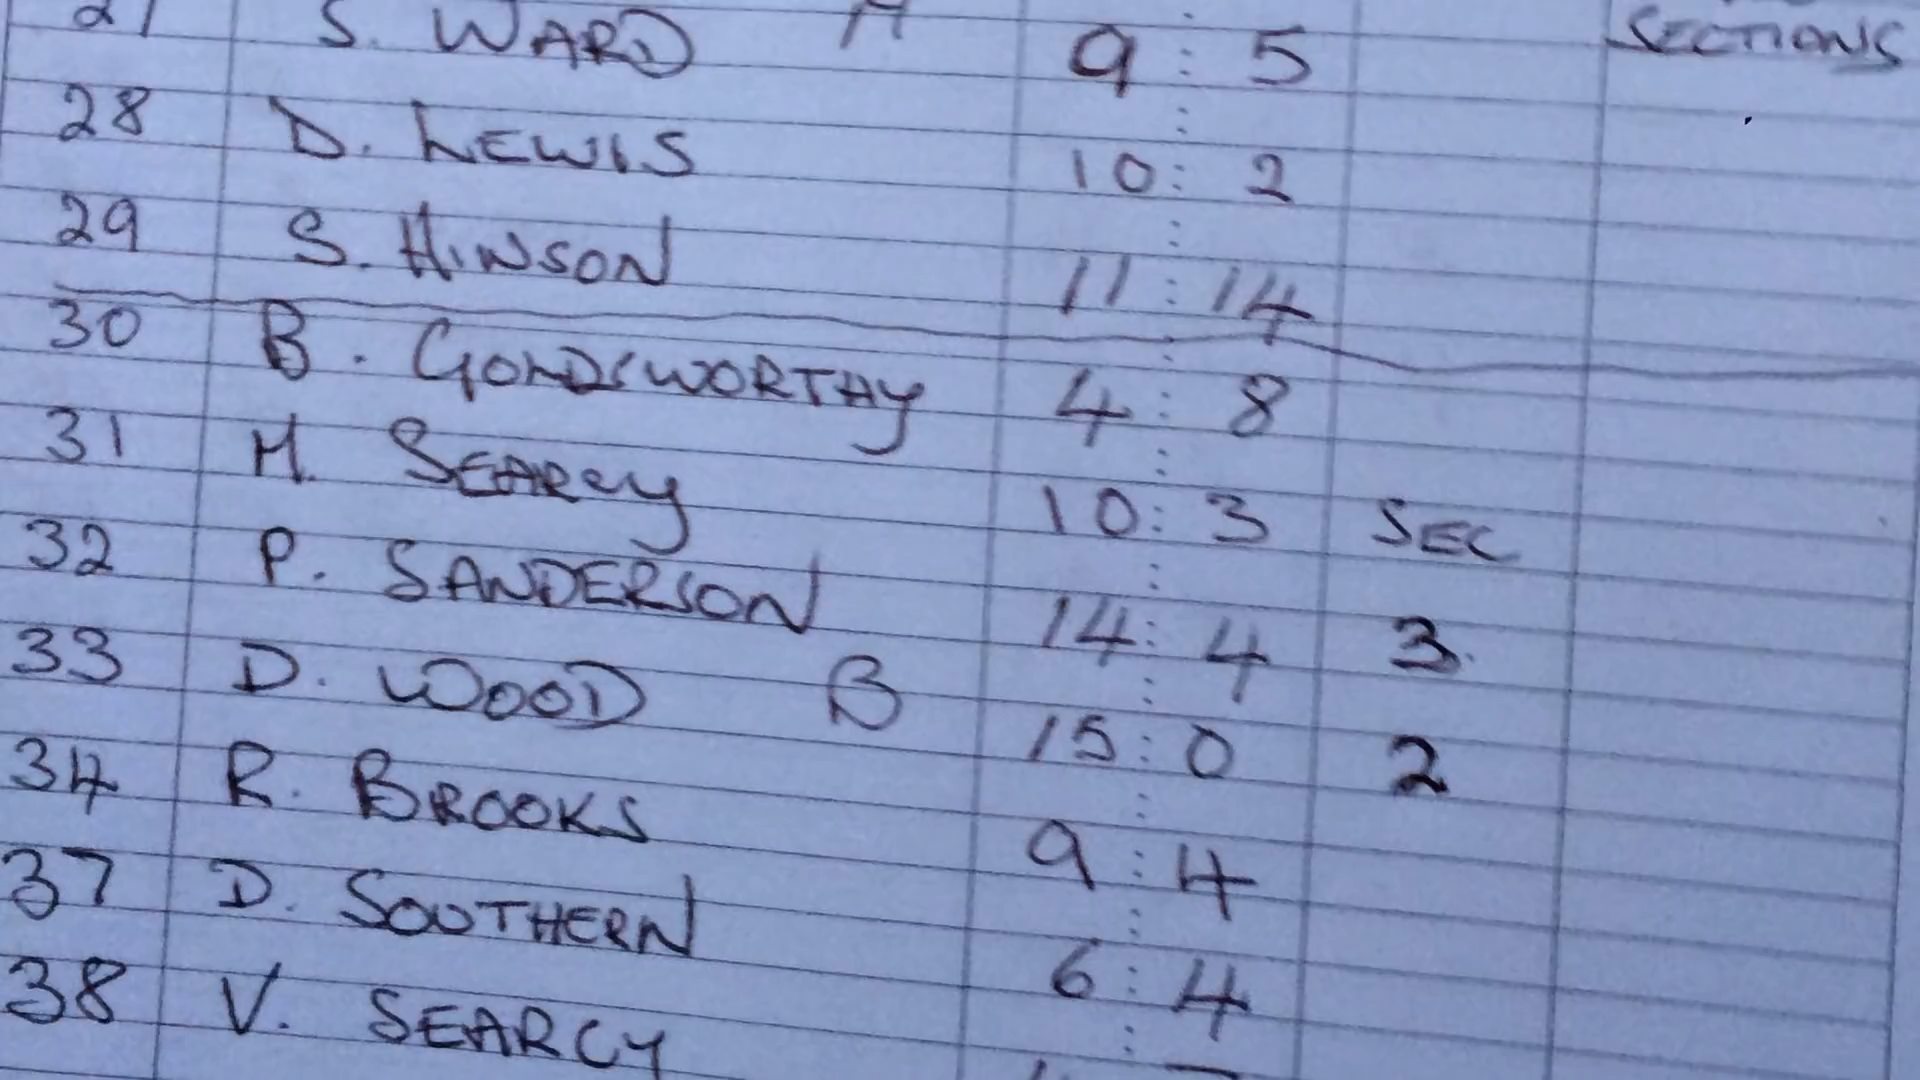 27 S. WARD A 9 : 5 SECTIONS
28 D. LEWIS 10 : 2
29 S. HINSON 11 : 14
30 B. GOLDSWORTHY 4 : 8
31 M. SEARCY 10 : 3 SEC
32 P. SANDERSON 14 : 4 3
33 D. WOOD B 15 : 0 2
34 R. BROOKS 9 : 4
37 D. SOUTHERN 6 : 4
38 V. SEARCY